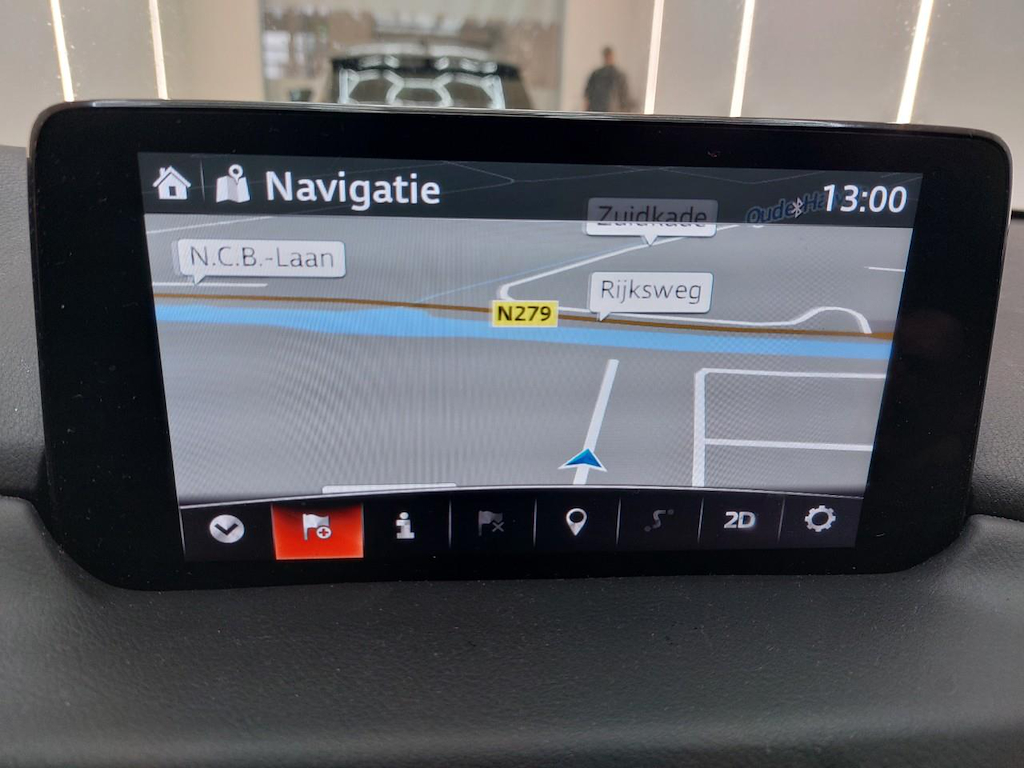 Navigatie
13:00
Zuidkade
N.C.B.-Laan
Rijksweg
N279
2D